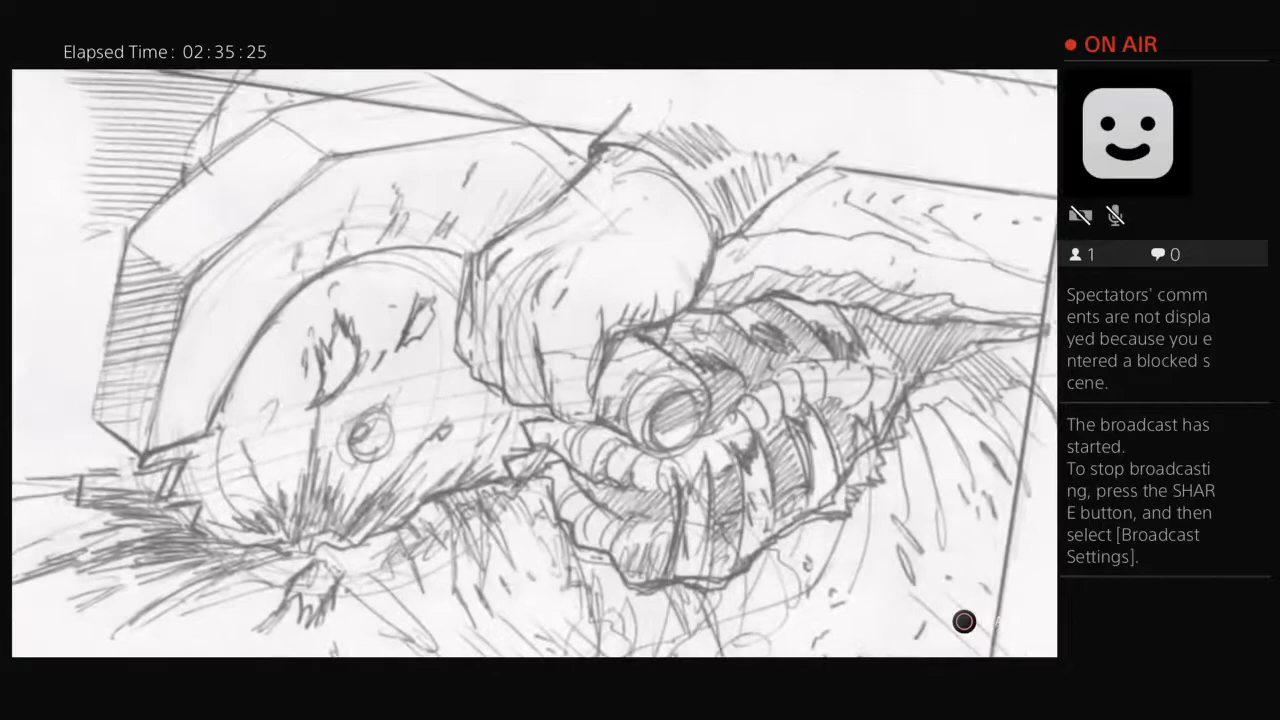 Elapsed Time: 02:35:25
ON AIR
1
0
Spectators' comm
ents are not displa
yed because you e
ntered a blocked s
cene.
The broadcast has
started.
To stop broadcasti
ng, press the SHAR
E button, and then
select [Broadcast
Settings].